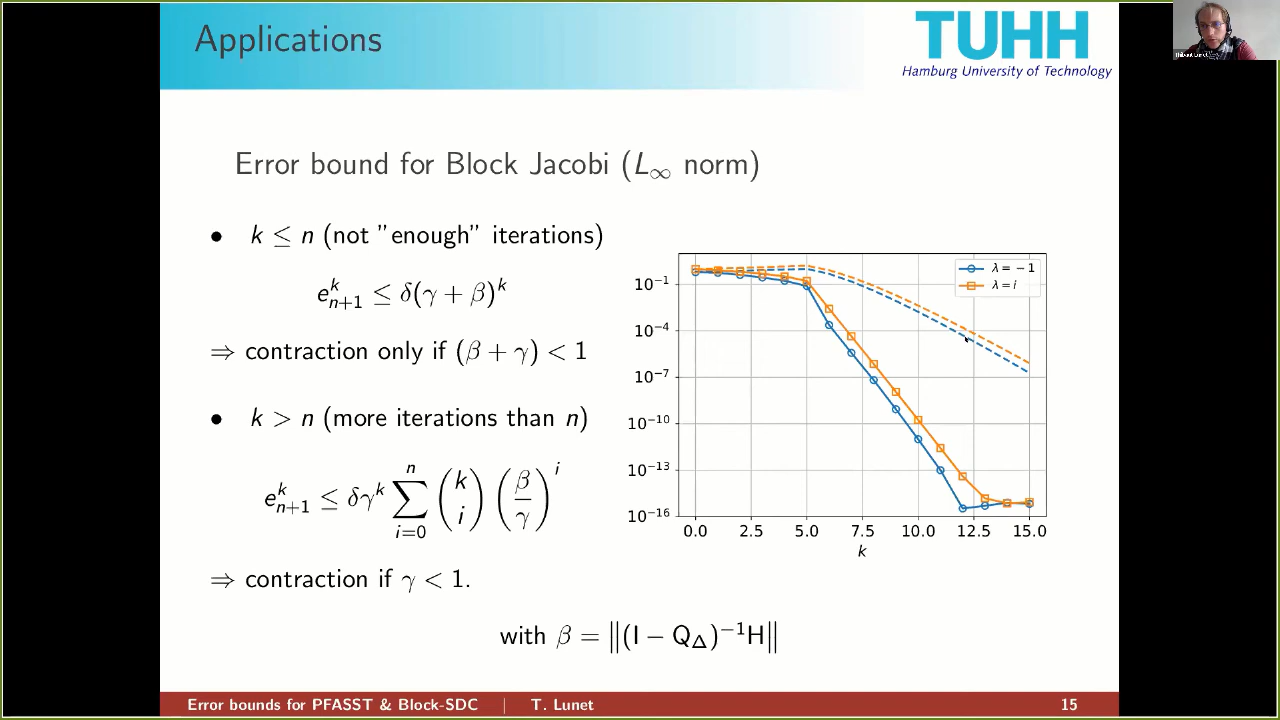 Applications
TUHH
Hamburg University of Technology
Thibaut Lunet
Error bound for Block Jacobi (L∞ norm)
• k ≤ n (not ”enough” iterations)
e^k_{n+1} ≤ δ(γ + β)^k
⇒ contraction only if (β + γ) < 1
• k > n (more iterations than n)
e^k_{n+1} ≤ δγ^k ∑_{i=0}^{n} (k i) (β/γ)^i
⇒ contraction if γ < 1.
with β = ‖(I − Q_Δ)^{−1}H‖
λ = −1
λ = i
10^{−1}
10^{−4}
10^{−7}
10^{−10}
10^{−13}
10^{−16}
0.0 2.5 5.0 7.5 10.0 12.5 15.0
k
Error bounds for PFASST & Block-SDC | T. Lunet 15